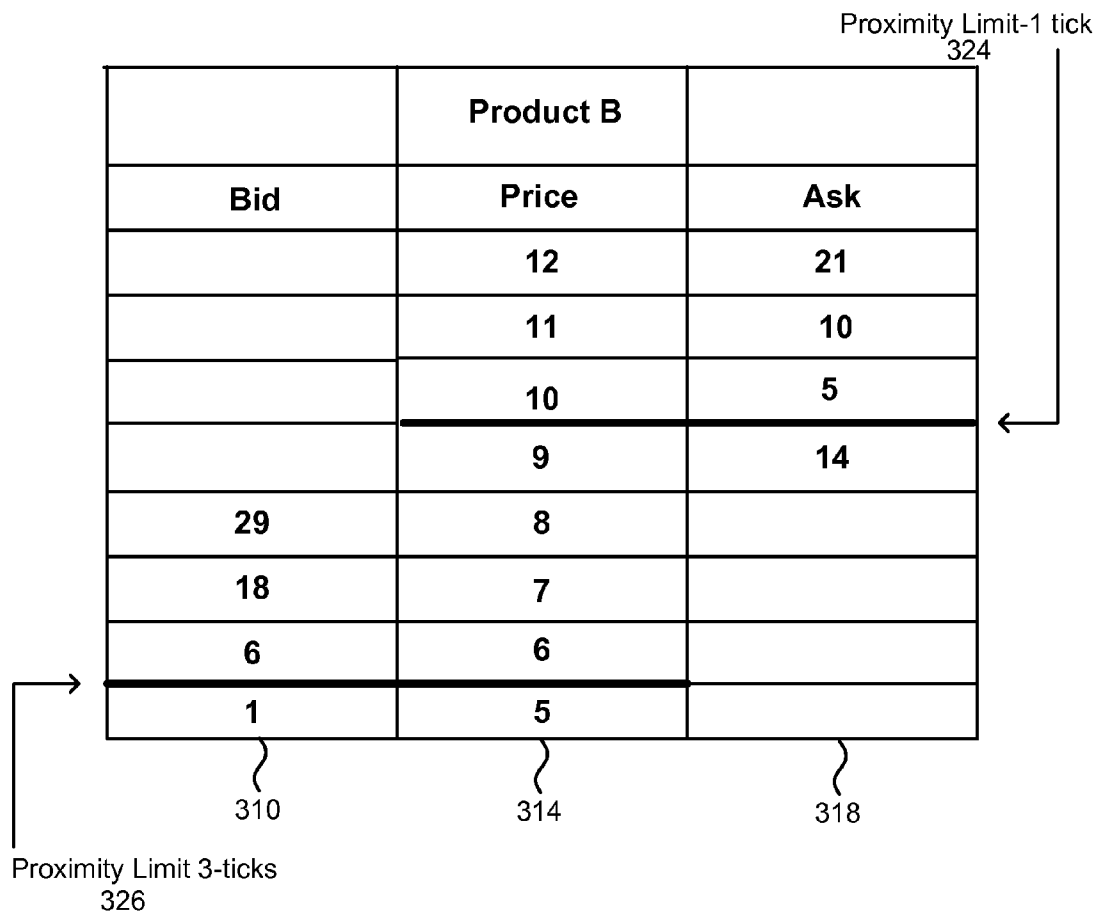 Proximity Limit-1 tick
324
Product B
Bid Price Ask
12 21
11 10
10 5
9 14
29 8
18 7
6 6
1 5
310 314 318
Proximity Limit 3-ticks
326